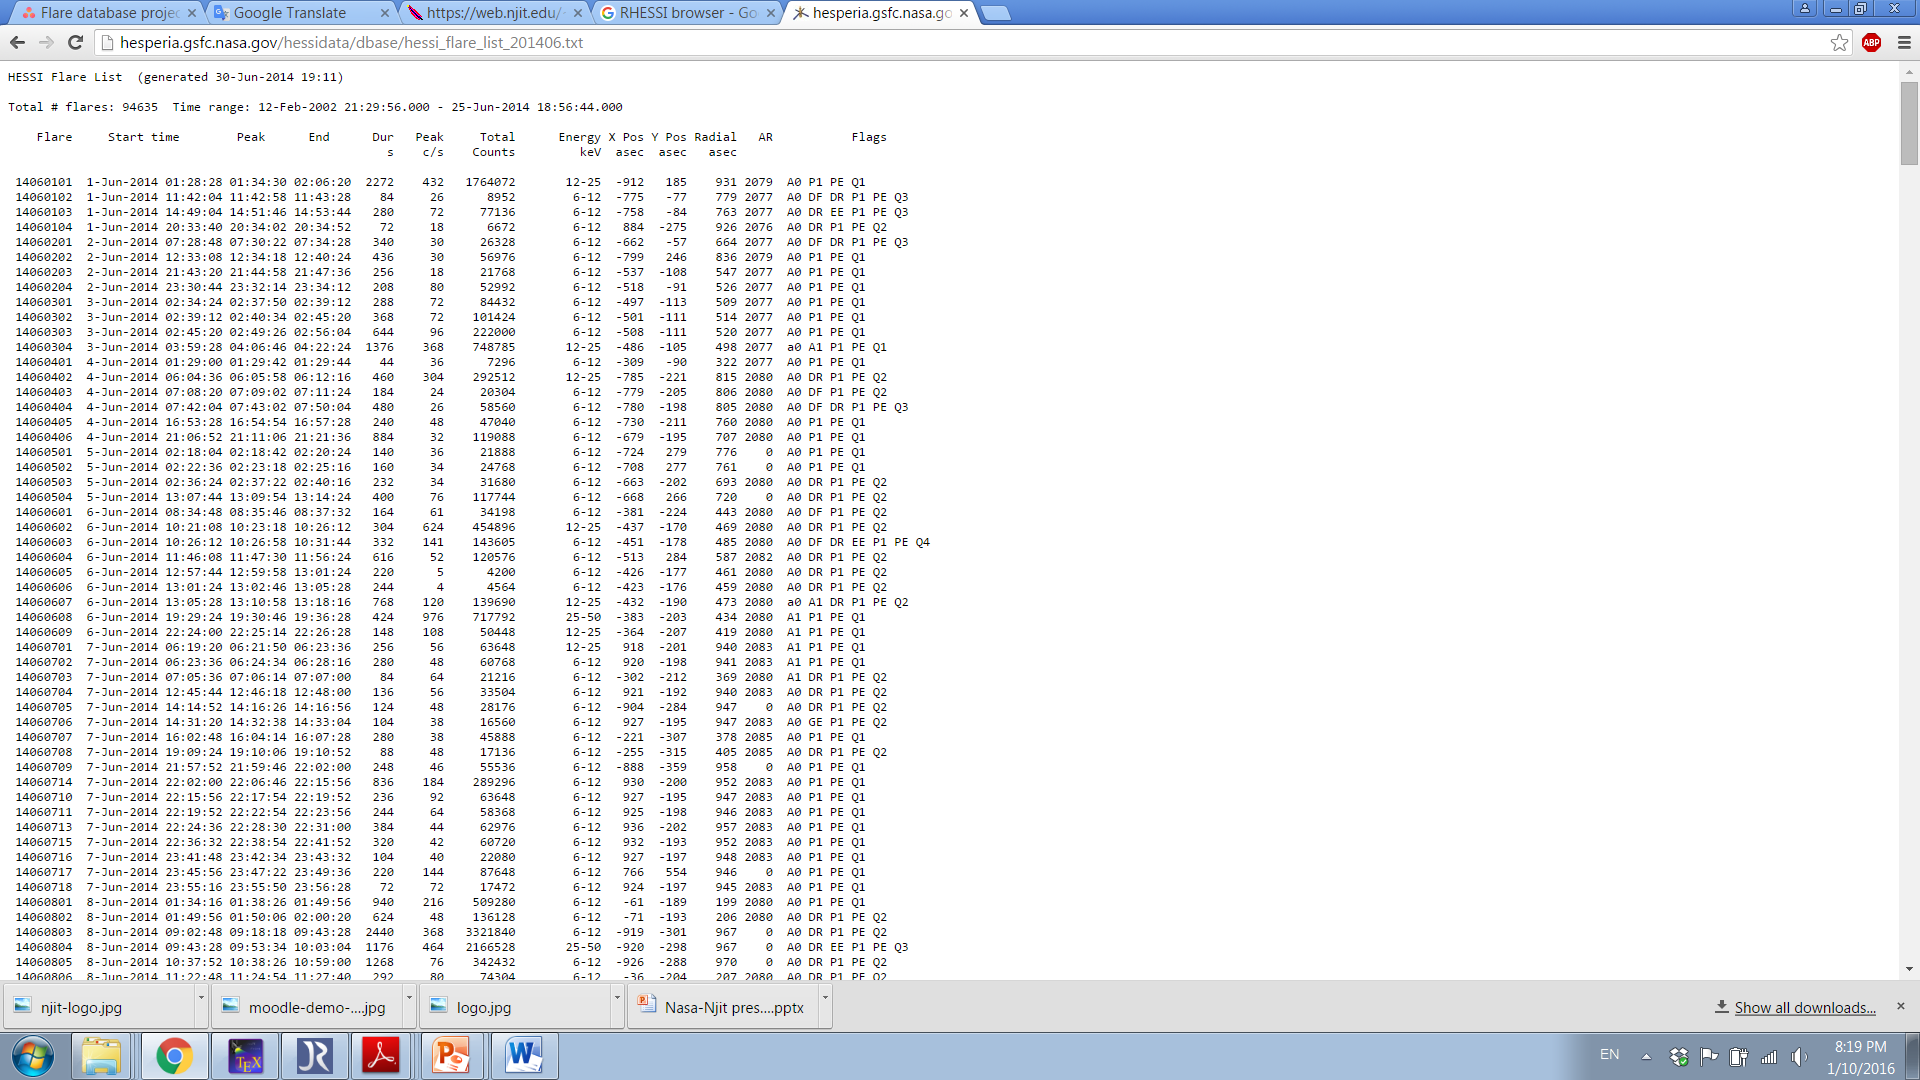 Flare database projec
Google Translate
https://web.njit.edu/~
RHESSI browser - Go
hesperia.gsfc.nasa.go
hesperia.gsfc.nasa.gov/hessidata/dbase/hessi_flare_list_201406.txt
ABP
HESSI Flare List (generated 30-Jun-2014 19:11)
Total # flares: 94635 Time range: 12-Feb-2002 21:29:56.000 - 25-Jun-2014 18:56:44.000
Flare Start time Peak End Dur Peak Total Energy X Pos Y Pos Radial AR Flags
s c/s Counts keV asec asec asec
14060101 1-Jun-2014 01:28:28 01:34:30 02:06:20 2272 432 1764072 12-25 -912 185 931 2079 A0 P1 PE Q1
14060102 1-Jun-2014 11:42:04 11:42:58 11:43:28 84 26 8952 6-12 -775 -77 779 2077 A0 DF DR P1 PE Q3
14060103 1-Jun-2014 14:49:04 14:51:46 14:53:44 280 72 77136 6-12 -758 -84 763 2077 A0 DR EE P1 PE Q3
14060104 1-Jun-2014 20:33:40 20:34:02 20:34:52 72 18 6672 6-12 884 -275 926 2076 A0 DR P1 PE Q2
14060201 2-Jun-2014 07:28:48 07:30:22 07:34:28 340 30 26328 6-12 -662 -57 664 2077 A0 DF DR P1 PE Q3
14060202 2-Jun-2014 12:33:08 12:34:18 12:40:24 436 30 56976 6-12 -799 246 836 2079 A0 P1 PE Q1
14060203 2-Jun-2014 21:43:20 21:44:58 21:47:36 256 18 21768 6-12 -537 -108 547 2077 A0 P1 PE Q1
14060204 2-Jun-2014 23:30:44 23:32:14 23:34:12 208 80 52992 6-12 -518 -91 526 2077 A0 P1 PE Q1
14060301 3-Jun-2014 02:34:24 02:37:50 02:39:12 288 72 84432 6-12 -497 -113 509 2077 A0 P1 PE Q1
14060302 3-Jun-2014 02:39:12 02:40:34 02:45:20 368 72 101424 6-12 -501 -111 514 2077 A0 P1 PE Q1
14060303 3-Jun-2014 02:45:20 02:49:26 02:56:04 644 96 222000 6-12 -508 -111 520 2077 A0 P1 PE Q1
14060304 3-Jun-2014 03:59:28 04:06:46 04:22:24 1376 368 748785 12-25 -486 -105 498 2077 a0 A1 P1 PE Q1
14060401 4-Jun-2014 01:29:00 01:29:42 01:29:44 44 36 7296 6-12 -309 -90 322 2077 A0 P1 PE Q1
14060402 4-Jun-2014 06:04:36 06:05:58 06:12:16 460 304 292512 12-25 -785 -221 815 2080 A0 DR P1 PE Q2
14060403 4-Jun-2014 07:08:20 07:09:02 07:11:24 184 24 20304 6-12 -779 -205 806 2080 A0 DF P1 PE Q2
14060404 4-Jun-2014 07:42:04 07:43:02 07:50:04 480 26 58560 6-12 -780 -198 805 2080 A0 DF DR P1 PE Q3
14060405 4-Jun-2014 16:53:28 16:54:54 16:57:28 240 48 47040 6-12 -730 -211 760 2080 A0 P1 PE Q1
14060406 4-Jun-2014 21:06:52 21:11:06 21:21:36 884 32 119088 6-12 -679 -195 707 2080 A0 P1 PE Q1
14060501 5-Jun-2014 02:18:04 02:18:42 02:20:24 140 36 21888 6-12 -724 279 776 0 A0 P1 PE Q1
14060502 5-Jun-2014 02:22:36 02:23:18 02:25:16 160 34 24768 6-12 -708 277 761 0 A0 P1 PE Q1
14060503 5-Jun-2014 02:36:24 02:37:22 02:40:16 232 34 31680 6-12 -663 -202 693 2080 A0 DR P1 PE Q2
14060504 5-Jun-2014 13:07:44 13:09:54 13:14:24 400 76 117744 6-12 -668 266 720 0 A0 DR P1 PE Q2
14060601 6-Jun-2014 08:34:48 08:35:46 08:37:32 164 61 34198 6-12 -381 -224 443 2080 A0 DF P1 PE Q2
14060602 6-Jun-2014 10:21:08 10:23:18 10:26:12 304 624 454896 12-25 -437 -170 469 2080 A0 DR P1 PE Q2
14060603 6-Jun-2014 10:26:12 10:26:58 10:31:44 332 141 143605 6-12 -451 -178 485 2080 A0 DF DR EE P1 PE Q4
14060604 6-Jun-2014 11:46:08 11:47:30 11:56:24 616 52 120576 6-12 -513 284 587 2082 A0 DR P1 PE Q2
14060605 6-Jun-2014 12:57:44 12:59:58 13:01:24 220 5 4200 6-12 -426 -177 461 2080 A0 DR P1 PE Q2
14060606 6-Jun-2014 13:01:24 13:02:46 13:05:28 244 4 4564 6-12 -423 -176 459 2080 A0 DR P1 PE Q2
14060607 6-Jun-2014 13:05:28 13:10:58 13:18:16 768 120 139690 12-25 -432 -190 473 2080 a0 A1 DR P1 PE Q2
14060608 6-Jun-2014 19:29:24 19:30:46 19:36:28 424 976 717792 25-50 -383 -203 434 2080 A1 P1 PE Q1
14060609 6-Jun-2014 22:24:00 22:25:14 22:26:28 148 108 50448 12-25 -364 -207 419 2080 A1 P1 PE Q1
14060701 7-Jun-2014 06:19:20 06:21:50 06:23:36 256 56 63648 12-25 918 -201 940 2083 A1 P1 PE Q1
14060702 7-Jun-2014 06:23:36 06:24:34 06:28:16 280 48 60768 6-12 920 -198 941 2083 A1 P1 PE Q1
14060703 7-Jun-2014 07:05:36 07:06:14 07:07:00 84 64 21216 6-12 -302 -212 369 2080 A1 DR P1 PE Q2
14060704 7-Jun-2014 12:45:44 12:46:18 12:48:00 136 56 33504 6-12 921 -192 940 2083 A0 DR P1 PE Q2
14060705 7-Jun-2014 14:14:52 14:16:26 14:16:56 124 48 28176 6-12 -904 -284 947 0 A0 DR P1 PE Q2
14060706 7-Jun-2014 14:31:20 14:32:38 14:33:04 104 38 16560 6-12 927 -195 947 2083 A0 GE P1 PE Q2
14060707 7-Jun-2014 16:02:48 16:04:14 16:07:28 280 38 45888 6-12 -221 -307 378 2085 A0 P1 PE Q1
14060708 7-Jun-2014 19:09:24 19:10:06 19:10:52 88 48 17136 6-12 -255 -315 405 2085 A0 DR P1 PE Q2
14060709 7-Jun-2014 21:57:52 21:59:46 22:02:00 248 46 55536 6-12 -888 -359 958 0 A0 P1 PE Q1
14060714 7-Jun-2014 22:02:00 22:06:46 22:15:56 836 184 289296 6-12 930 -200 952 2083 A0 P1 PE Q1
14060710 7-Jun-2014 22:15:56 22:17:54 22:19:52 236 92 63648 6-12 927 -195 947 2083 A0 P1 PE Q1
14060711 7-Jun-2014 22:19:52 22:22:54 22:23:56 244 64 58368 6-12 925 -198 946 2083 A0 P1 PE Q1
14060713 7-Jun-2014 22:24:36 22:28:30 22:31:00 384 44 62976 6-12 936 -202 957 2083 A0 P1 PE Q1
14060715 7-Jun-2014 22:36:32 22:38:54 22:41:52 320 42 60720 6-12 932 -193 952 2083 A0 P1 PE Q1
14060716 7-Jun-2014 23:41:48 23:42:34 23:43:32 104 40 22080 6-12 927 -197 948 2083 A0 P1 PE Q1
14060717 7-Jun-2014 23:45:56 23:47:22 23:49:36 220 144 87648 6-12 766 554 946 0 A0 P1 PE Q1
14060718 7-Jun-2014 23:55:16 23:55:50 23:56:28 72 72 17472 6-12 924 -197 945 2083 A0 P1 PE Q1
14060801 8-Jun-2014 01:34:16 01:38:26 01:49:56 940 216 509280 6-12 -61 -189 199 2080 A0 P1 PE Q1
14060802 8-Jun-2014 01:49:56 01:50:06 02:00:20 624 48 136128 6-12 -71 -193 206 2080 A0 DR P1 PE Q2
14060803 8-Jun-2014 09:02:48 09:18:18 09:43:28 2440 368 3321840 6-12 -919 -301 967 0 A0 DR P1 PE Q2
14060804 8-Jun-2014 09:43:28 09:53:34 10:03:04 1176 464 2166528 25-50 -920 -298 967 0 A0 DR EE P1 PE Q3
14060805 8-Jun-2014 10:37:52 10:38:26 10:59:00 1268 76 342432 6-12 -926 -288 970 0 A0 DR P1 PE Q2
14060806 8-Jun-2014 11:22:48 11:24:54 11:27:40 292 80 74304 6-12 -36 -204 207 2080 A0 DR P1 PE Q2
njit-logo.jpg
moodle-demo-....jpg
logo.jpg
Nasa-Njit pres....pptx
Show all downloads...
EN
8:19 PM
1/10/2016